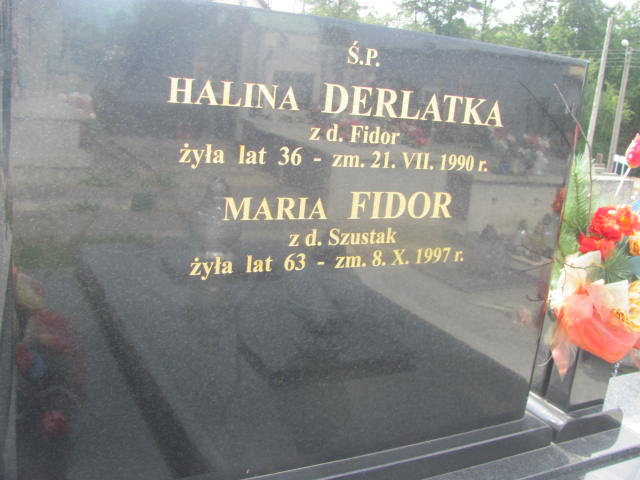 Ś.P.
HALINA DERLATKA
z d. Fidor
żyła lat 36 - zm. 21. VII. 1990 r.
MARIA FIDOR
z d. Szustak
żyła lat 63 - zm. 8. X. 1997 r.